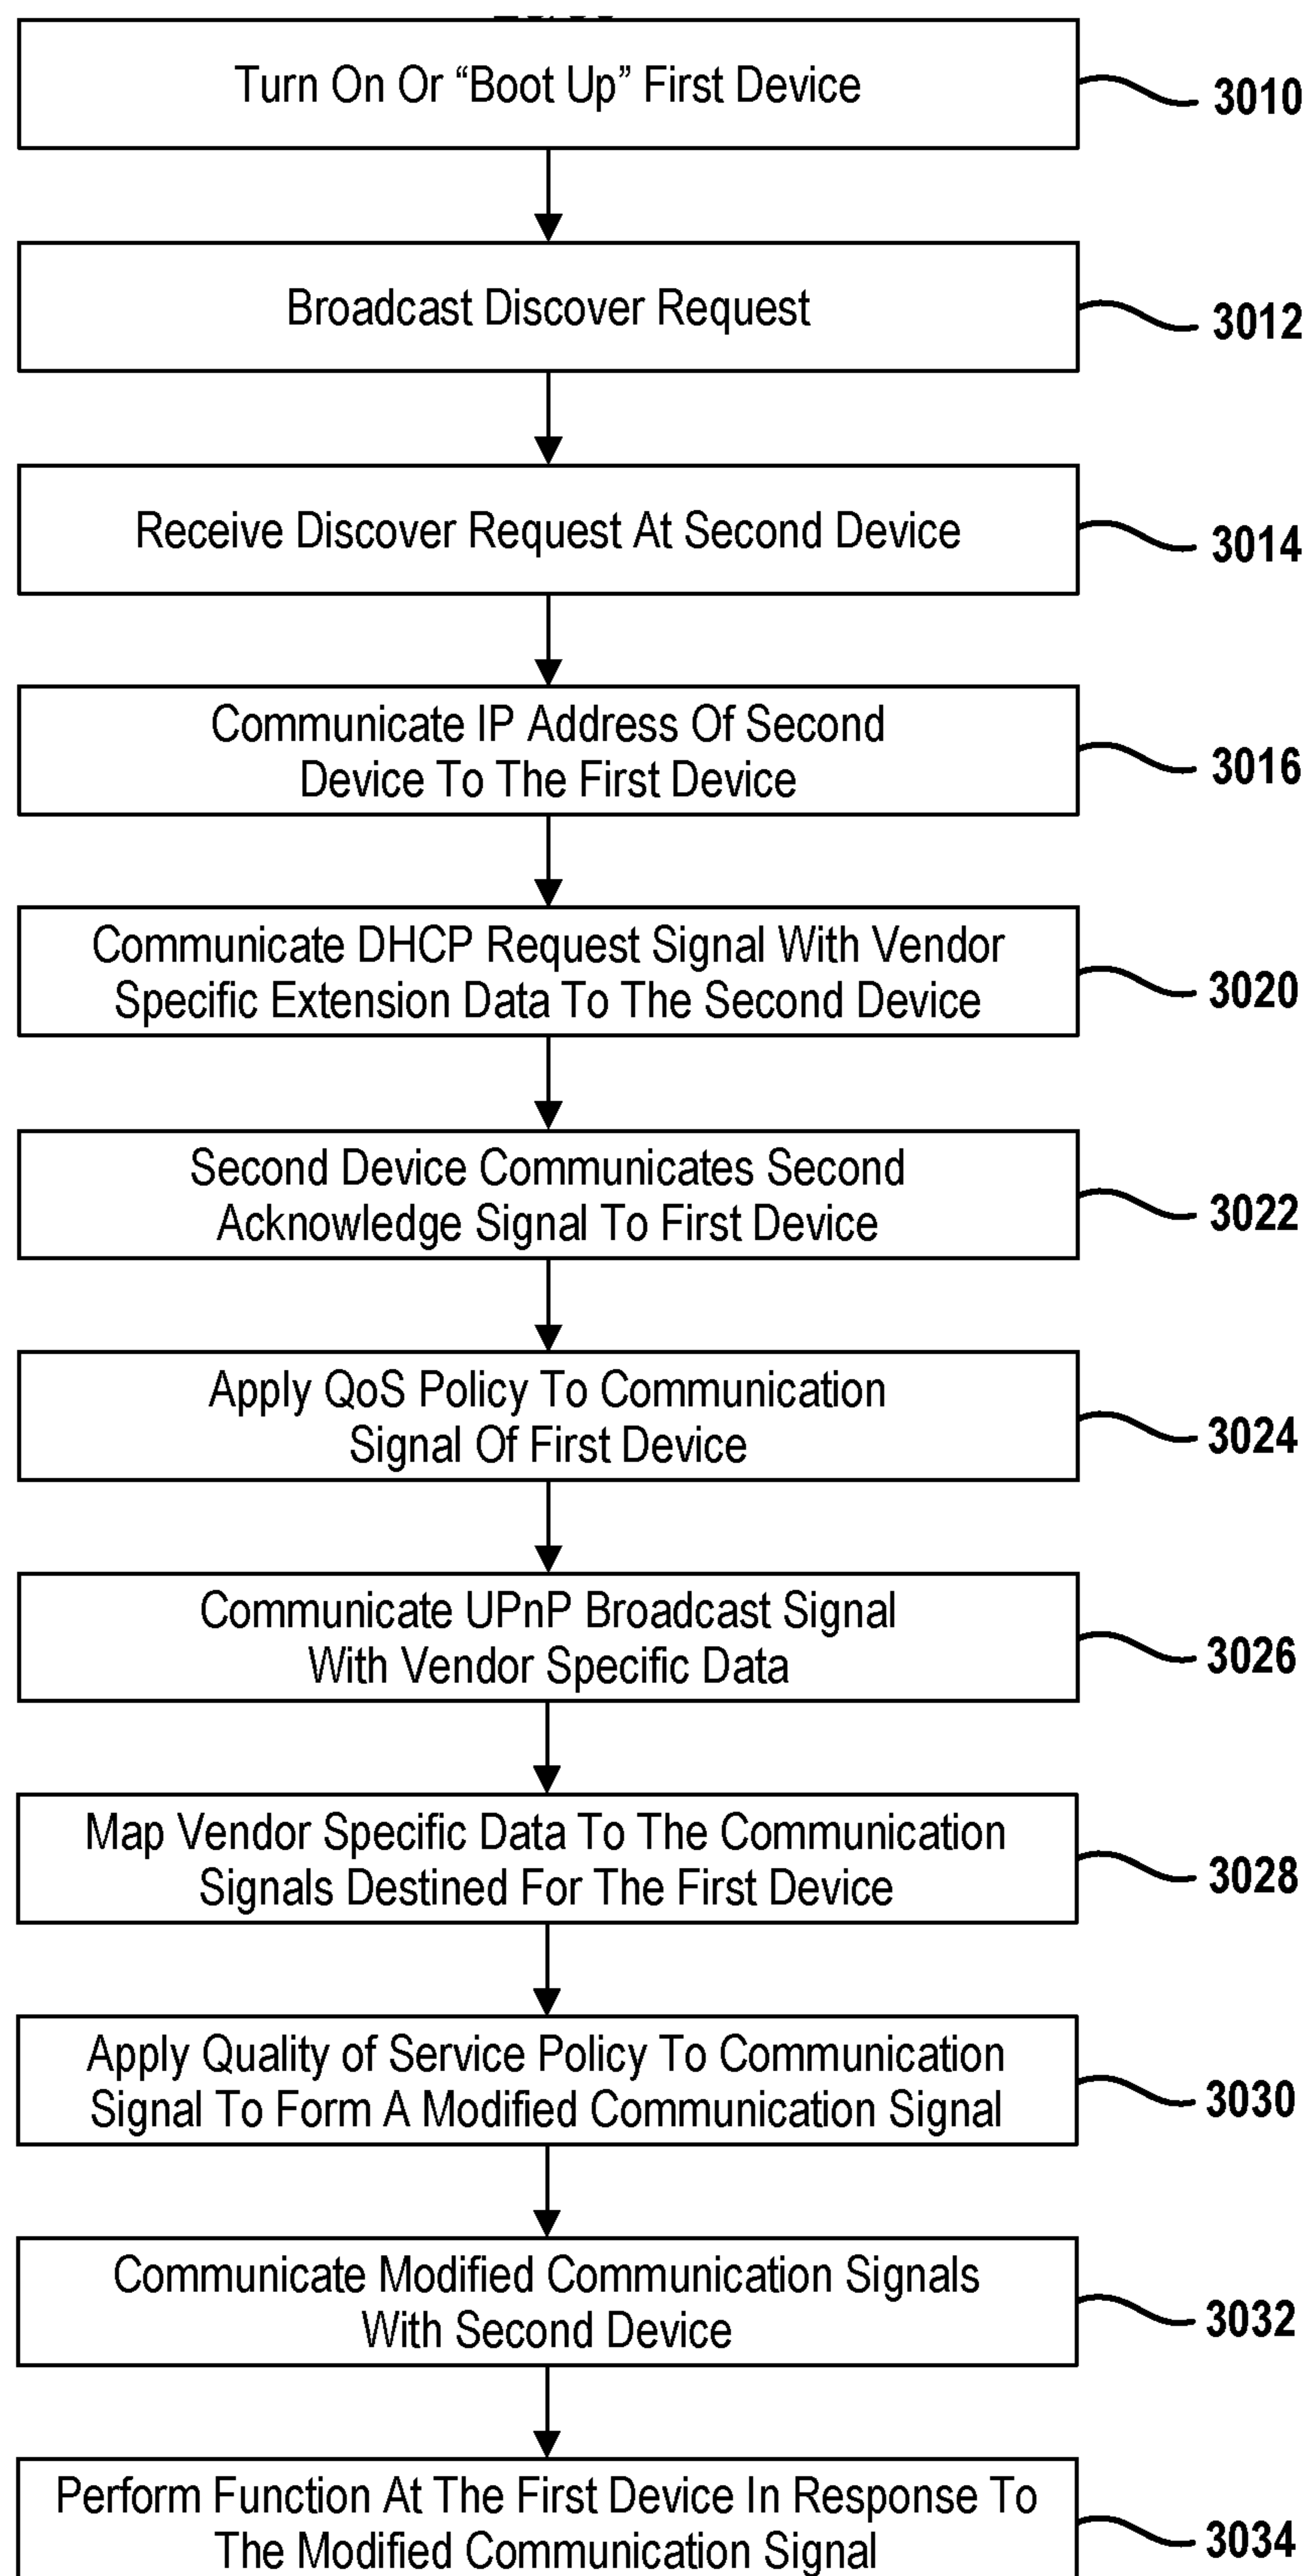 Turn On Or “Boot Up” First Device
3010
Broadcast Discover Request
3012
Receive Discover Request At Second Device
3014
Communicate IP Address Of Second
Device To The First Device
3016
Communicate DHCP Request Signal With Vendor
Specific Extension Data To The Second Device
3020
Second Device Communicates Second
Acknowledge Signal To First Device
3022
Apply QoS Policy To Communication
Signal Of First Device
3024
Communicate UPnP Broadcast Signal
With Vendor Specific Data
3026
Map Vendor Specific Data To The Communication
Signals Destined For The First Device
3028
Apply Quality of Service Policy To Communication
Signal To Form A Modified Communication Signal
3030
Communicate Modified Communication Signals
With Second Device
3032
Perform Function At The First Device In Response To
The Modified Communication Signal
3034